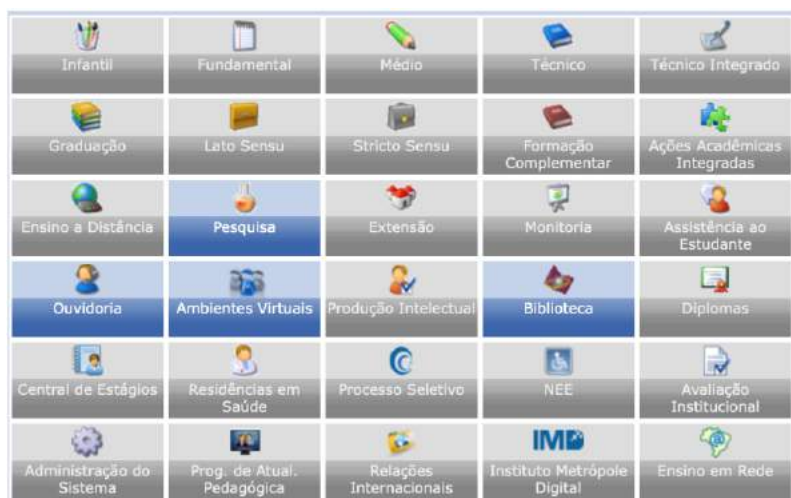 Infantil
Fundamental
Médio
Técnico
Técnico Integrado
Graduação
Lato Sensu
Stricto Sensu
Formação
Complementar
Ações Acadêmicas
Integradas
Ensino a Distância
Pesquisa
Extensão
Monitoria
Assistência ao
Estudante
Ouvidoria
Ambientes Virtuais
Produção Intelectual
Biblioteca
Diplomas
Central de Estágios
Residências em
Saúde
Processo Seletivo
NEE
Avaliação
Institucional
Administração do
Sistema
Prog. de Atual.
Pedagógica
Relações
Internacionais
IMD
Instituto Metrópole
Digital
Ensino em Rede